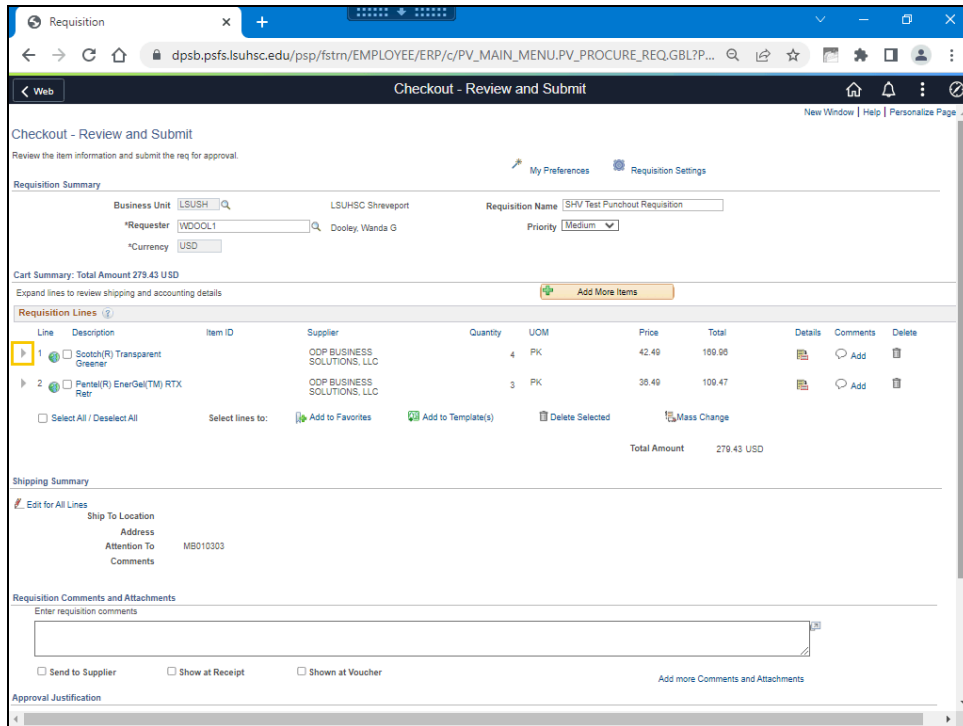 Requisition
dpsb.psfs.lsuhsc.edu/psp/fstrn/EMPLOYEE/ERP/c/PV_MAIN_MENU.PV_PROCURE_REQ.GBL?P...
Web
Checkout - Review and Submit
New Window | Help | Personalize Page
Checkout - Review and Submit
Review the item information and submit the req for approval.
My Preferences Requisition Settings
Requisition Summary
Business Unit LSUSH LSUHSC Shreveport Requisition Name SHV Test Punchout Requisition
*Requester WDOOL1 Dooley, Wanda G Priority Medium
*Currency USD
Cart Summary: Total Amount 279.43 USD
Expand lines to review shipping and accounting details Add More Items
Requisition Lines ?
Line Description Item ID Supplier Quantity UOM Price Total Details Comments Delete
1 Scotch(R) Transparent Greener ODP BUSINESS SOLUTIONS, LLC 4 PK 42.49 169.96 Add
2 Pentel(R) EnerGel(TM) RTX Retr ODP BUSINESS SOLUTIONS, LLC 3 PK 36.49 109.47 Add
Select All / Deselect All Select lines to: Add to Favorites Add to Template(s) Delete Selected Mass Change
Total Amount 279.43 USD
Shipping Summary
Edit for All Lines
Ship To Location
Address
Attention To MB010303
Comments
Requisition Comments and Attachments
Enter requisition comments
Send to Supplier Show at Receipt Shown at Voucher
Add more Comments and Attachments
Approval Justification